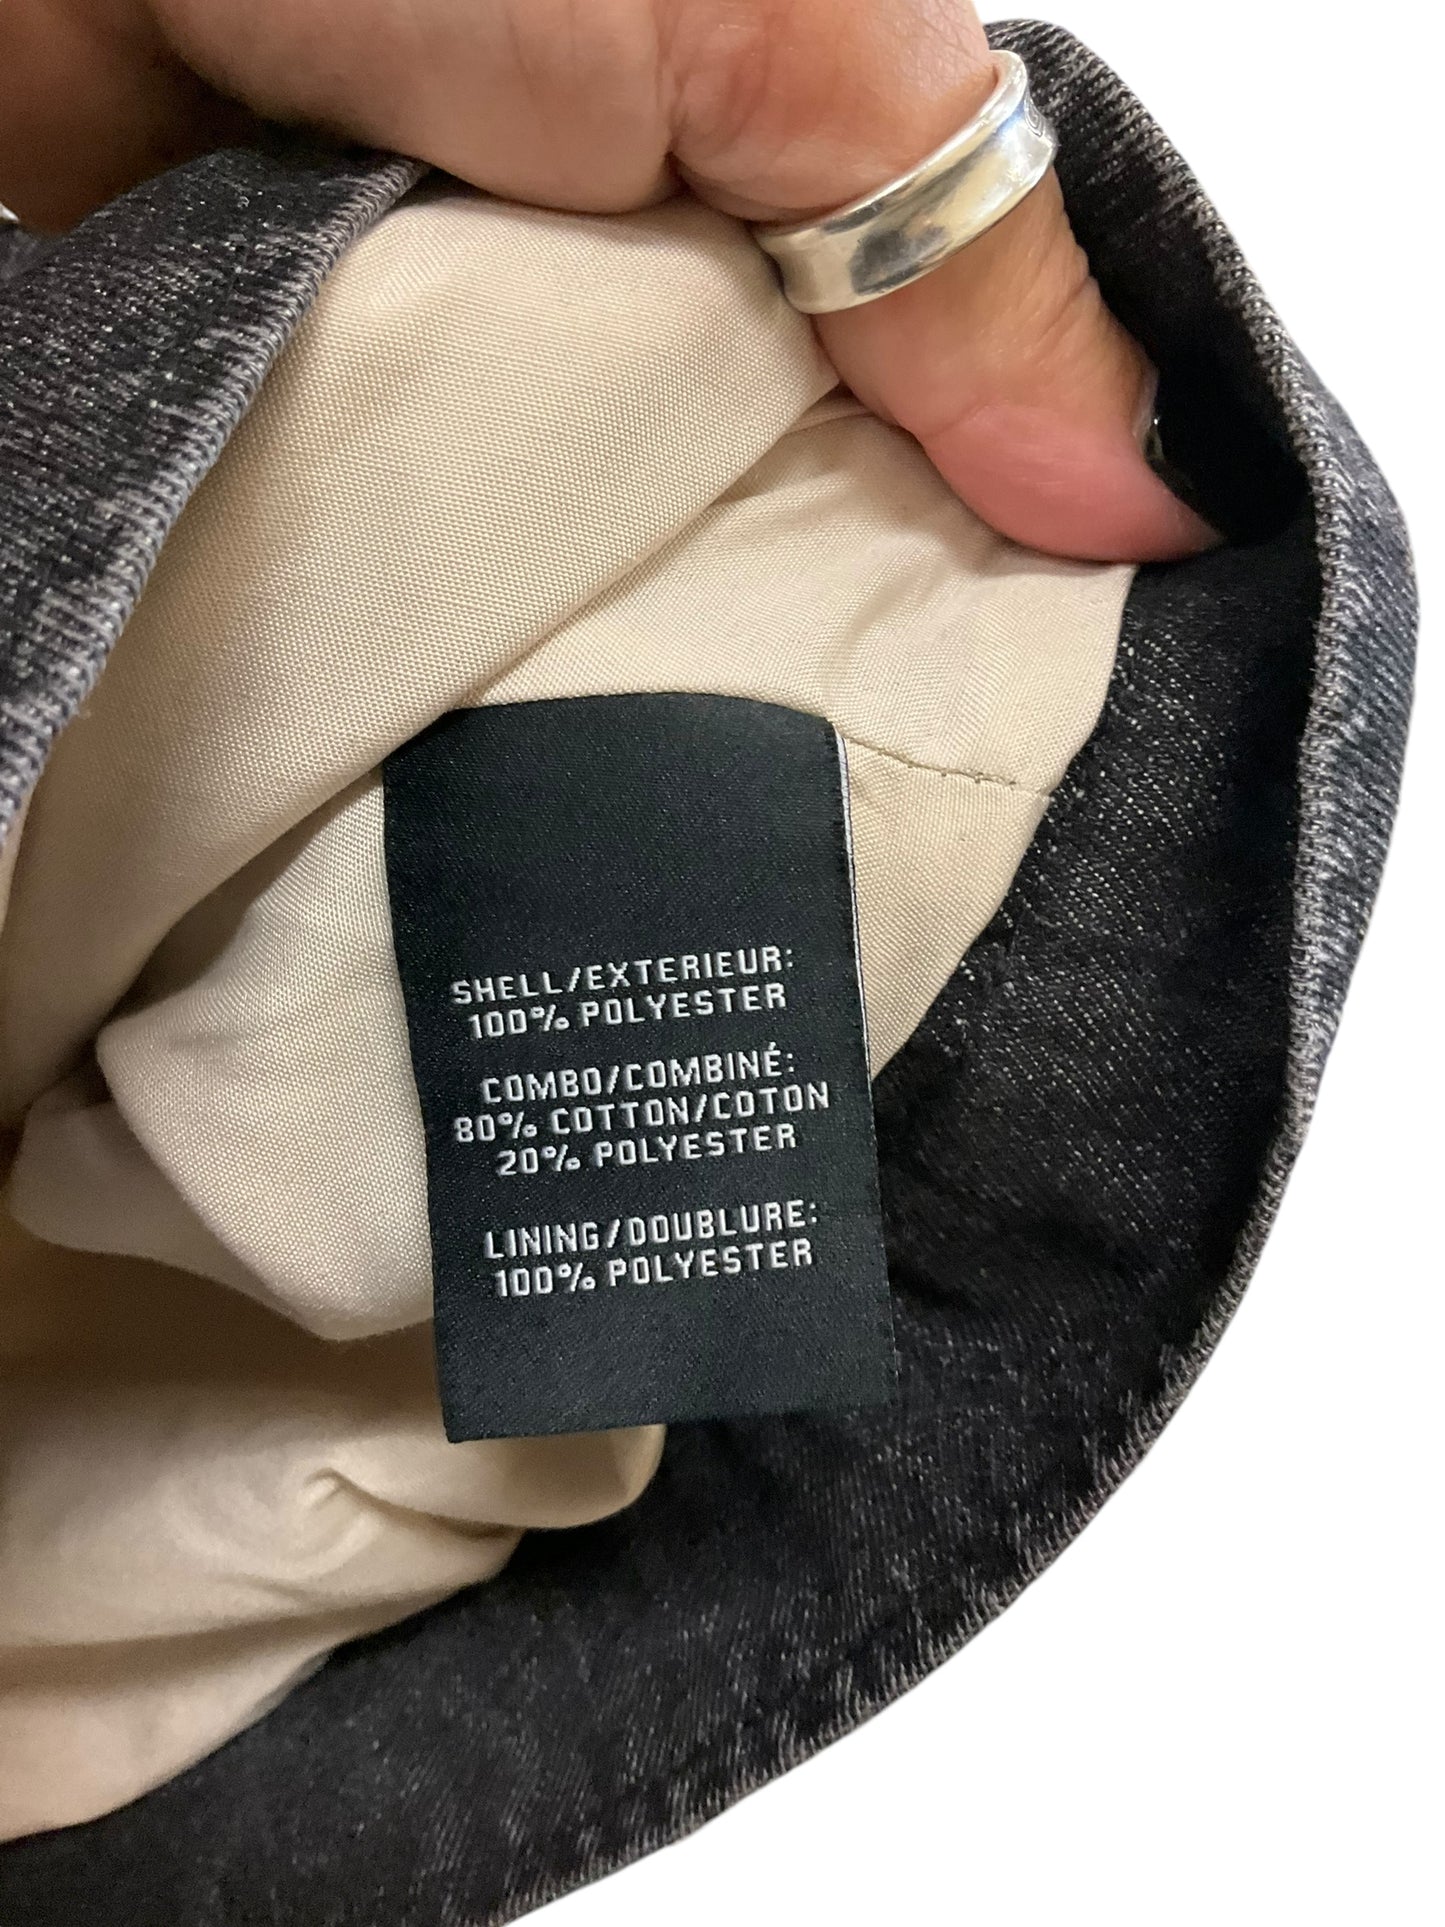 SHELL/EXTERIEUR:
100% POLYESTER
COMBO/COMBINÉ:
80% COTTON/COTON
20% POLYESTER
LINING/DOUBLURE:
100% POLYESTER